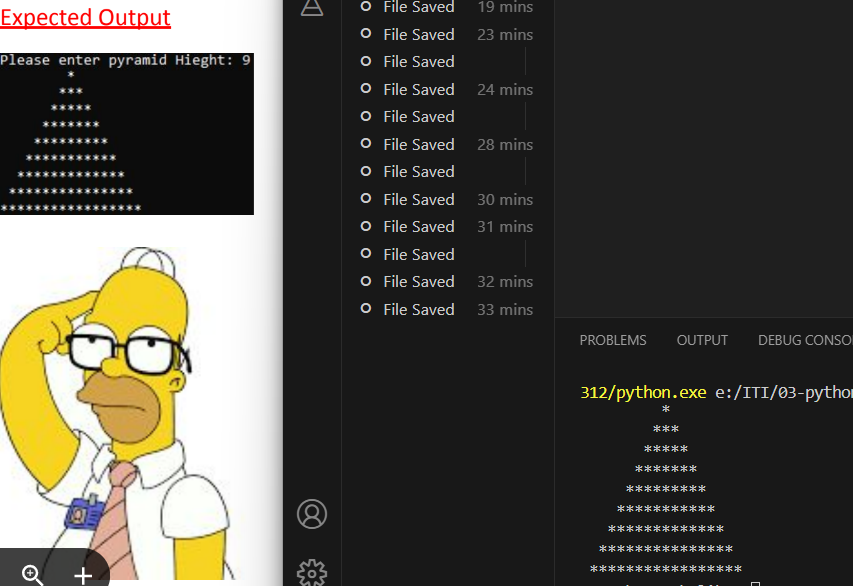 Expected Output
Please enter pyramid Hieght: 9
*
***
*****
*******
*********
***********
*************
***************
*****************
File Saved 19 mins
File Saved 23 mins
File Saved
File Saved 24 mins
File Saved
File Saved 28 mins
File Saved
File Saved 30 mins
File Saved 31 mins
File Saved
File Saved 32 mins
File Saved 33 mins
PROBLEMS OUTPUT DEBUG CONSO
312/python.exe e:/ITI/03-python
*
***
*****
*******
*********
***********
*************
***************
*****************